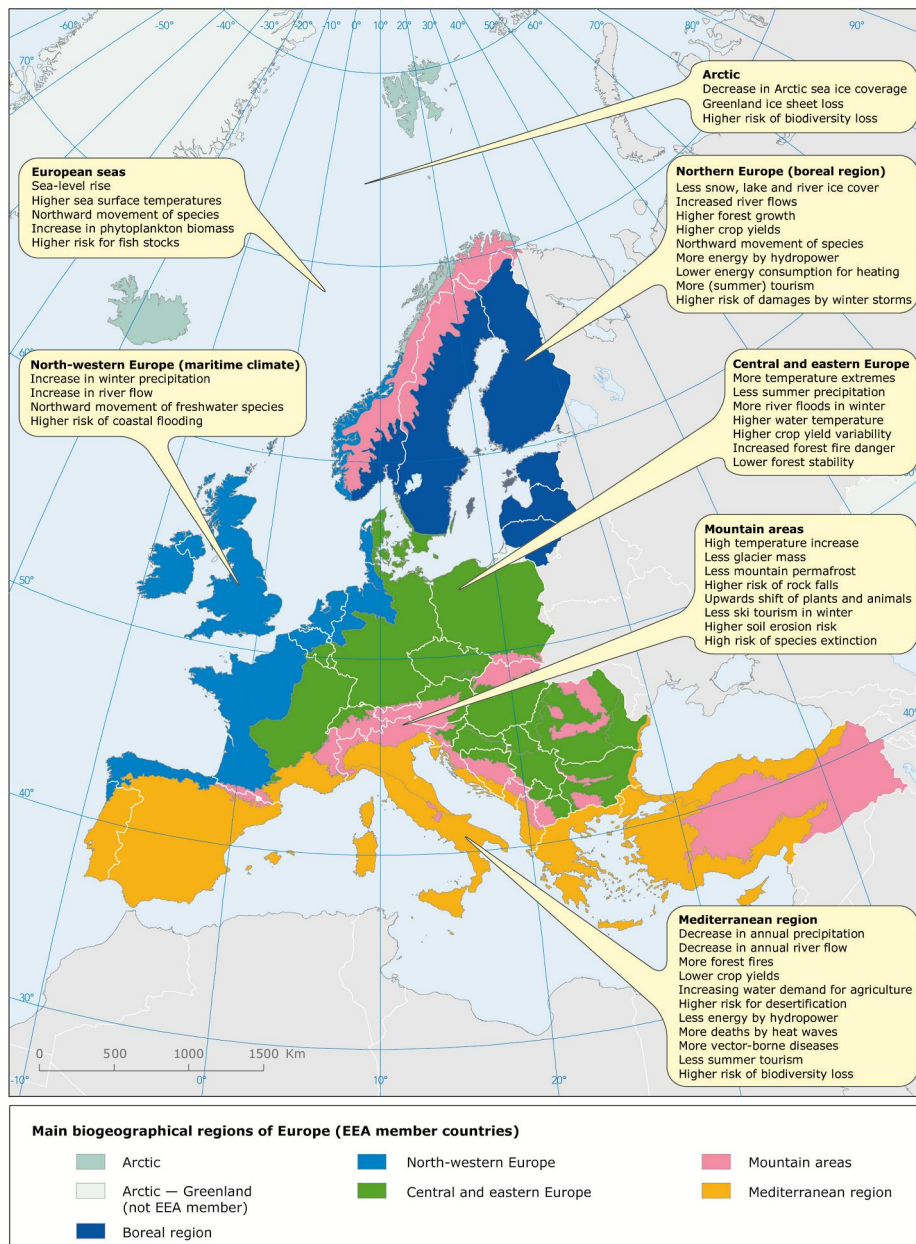 -60°
-50°
-40°
-30°
-20°
-10°
0°
10°
20°
30°
40°
50°
60°
70°
80°
90°
70°
Arctic
Decrease in Arctic sea ice coverage
Greenland ice sheet loss
Higher risk of biodiversity loss
European seas
Sea-level rise
Higher sea surface temperatures
Northward movement of species
Increase in phytoplankton biomass
Higher risk for fish stocks
Northern Europe (boreal region)
Less snow, lake and river ice cover
Increased river flows
Higher forest growth
Higher crop yields
Northward movement of species
More energy by hydropower
Lower energy consumption for heating
More (summer) tourism
Higher risk of damages by winter storms
60°
North-western Europe (maritime climate)
Increase in winter precipitation
Increase in river flow
Northward movement of freshwater species
Higher risk of coastal flooding
Central and eastern Europe
More temperature extremes
Less summer precipitation
More river floods in winter
Higher water temperature
Higher crop yield variability
Increased forest fire danger
Lower forest stability
Mountain areas
High temperature increase
Less glacier mass
Less mountain permafrost
Higher risk of rock falls
Upwards shift of plants and animals
Less ski tourism in winter
Higher soil erosion risk
High risk of species extinction
50°
40°
40°
Mediterranean region
Decrease in annual precipitation
Decrease in annual river flow
More forest fires
Lower crop yields
Increasing water demand for agriculture
Higher risk for desertification
Less energy by hydropower
More deaths by heat waves
More vector-borne diseases
Less summer tourism
Higher risk of biodiversity loss
30°
0 500 1000 1500 Km
-10°
0°
10°
20°
Main biogeographical regions of Europe (EEA member countries)
Arctic
Arctic — Greenland
(not EEA member)
Boreal region
North-western Europe
Central and eastern Europe
Mountain areas
Mediterranean region